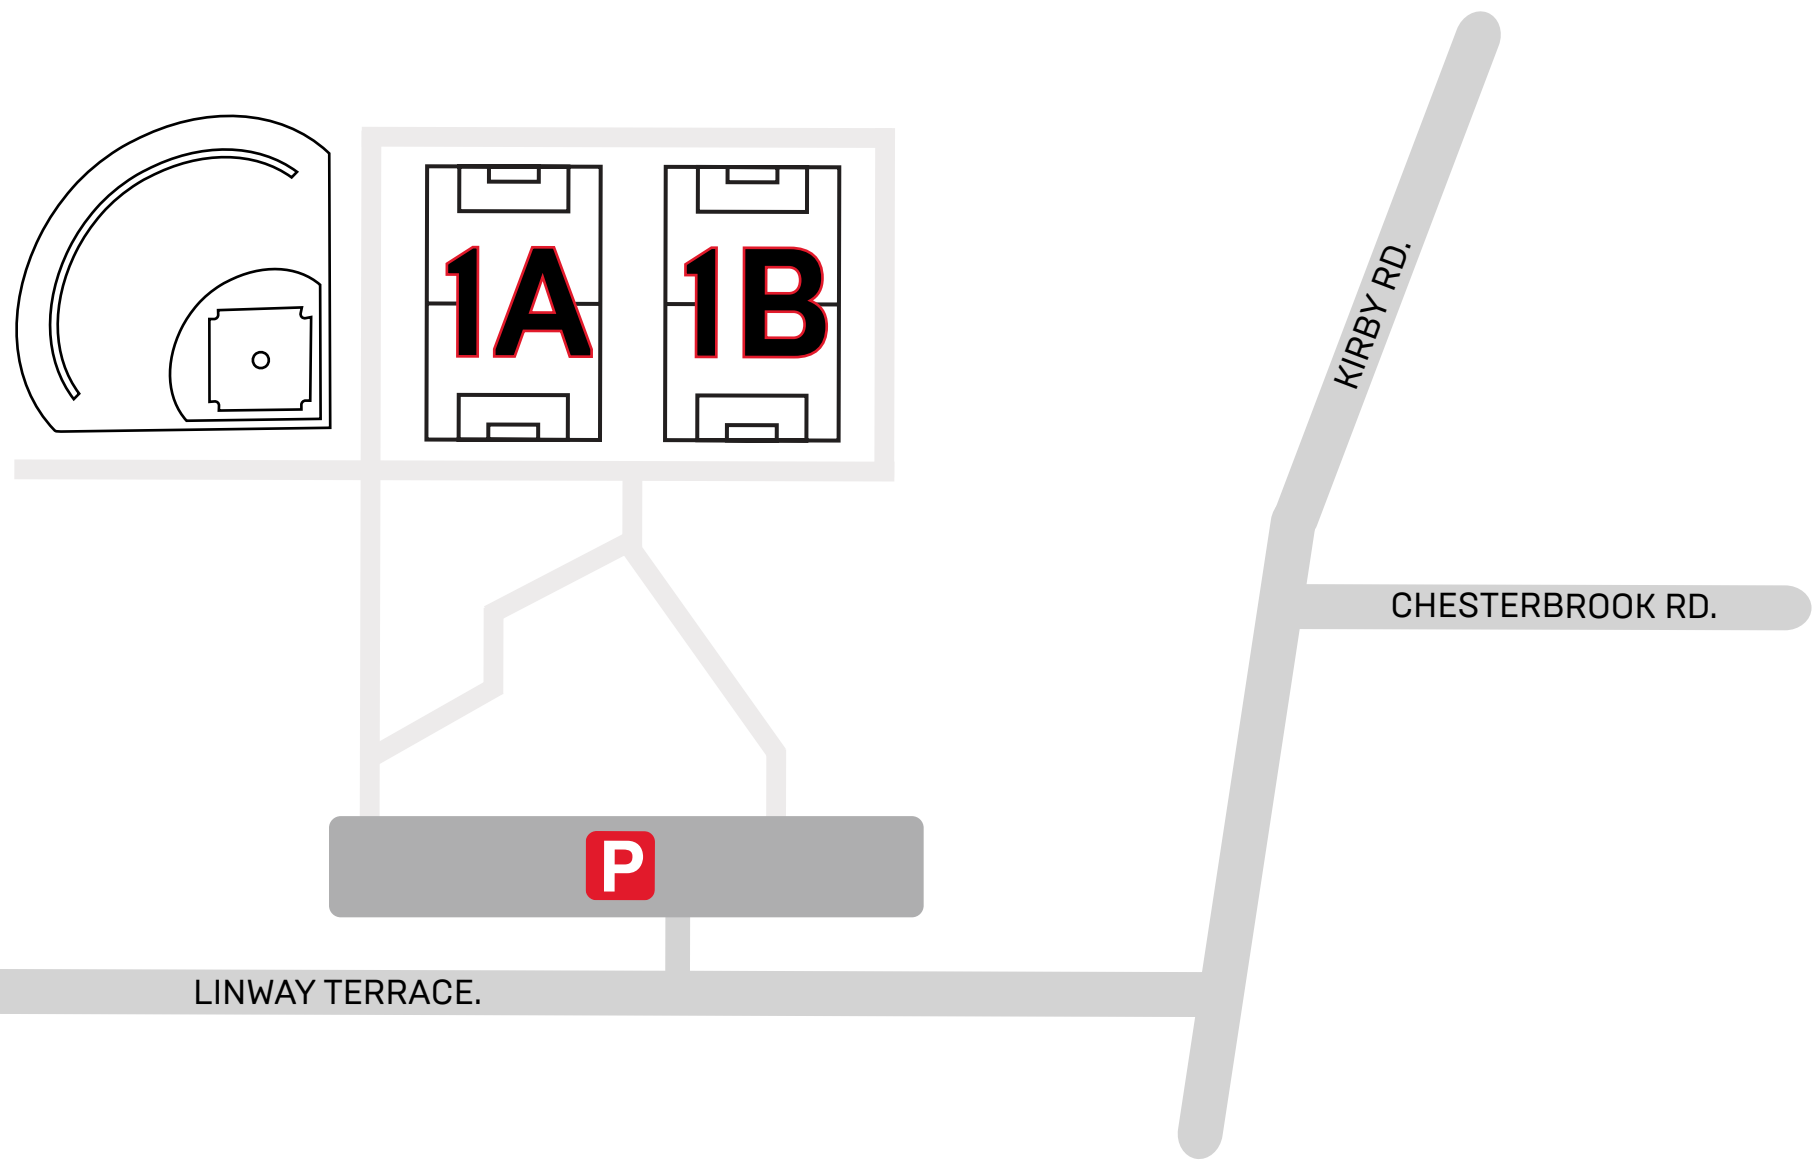 1A
1B
KIRBY RD.
CHESTERBROOK RD.
P
LINWAY TERRACE.